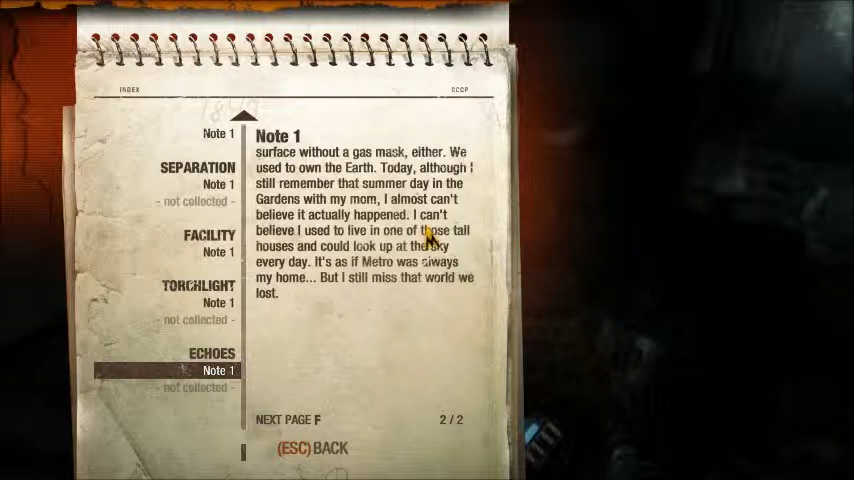 INDEX
CCCP
Note 1
SEPARATION
Note 1
- not collected -
FACILITY
Note 1
TORCHLIGHT
Note 1
- not collected -
ECHOES
Note 1
- not collected -
Note 1
surface without a gas mask, either. We
used to own the Earth. Today, although I
still remember that summer day in the
Gardens with my mom, I almost can't
believe it actually happened. I can't
believe I used to live in one of those tall
houses and could look up at the sky
every day. It's as if Metro was always
my home... But I still miss that world we
lost.
NEXT PAGE F
2 / 2
(ESC) BACK